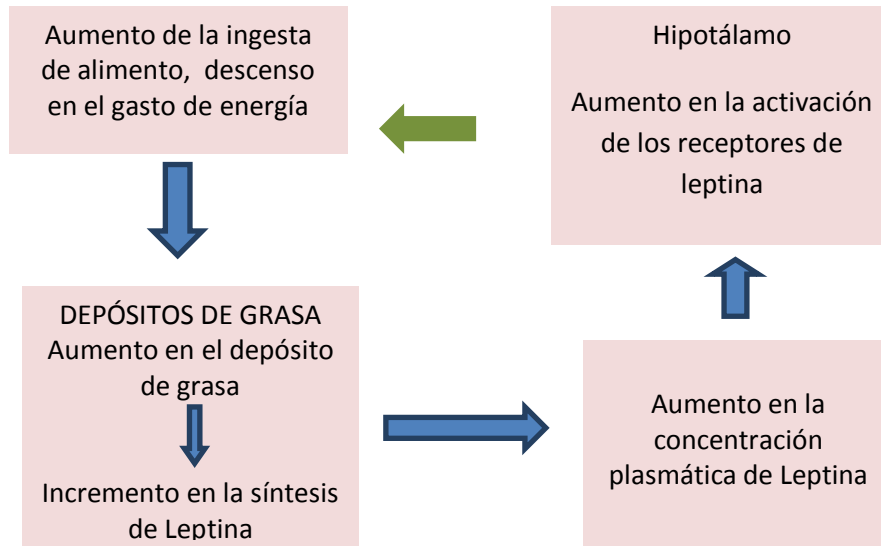 Aumento de la ingesta
de alimento, descenso
en el gasto de energía
Hipotálamo
Aumento en la activación
de los receptores de
leptina
DEPÓSITOS DE GRASA
Aumento en el depósito
de grasa
Incremento en la síntesis
de Leptina
Aumento en la
concentración
plasmática de Leptina